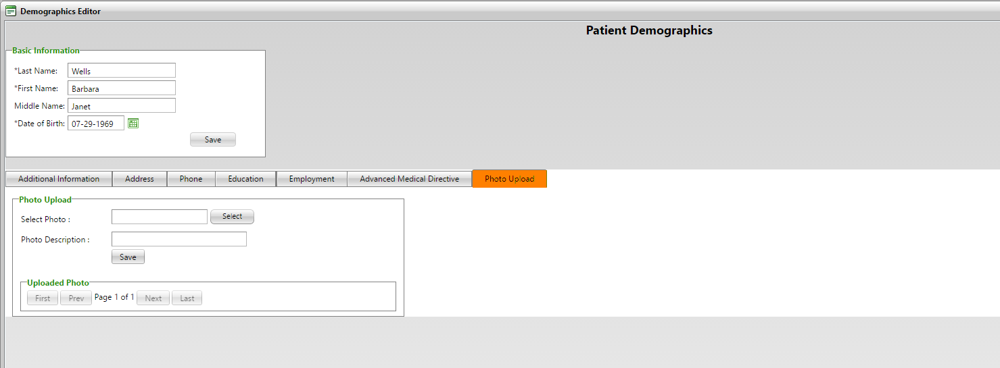 Demographics Editor
Patient Demographics
Basic Information
*Last Name: Wells
*First Name: Barbara
Middle Name: Janet
*Date of Birth: 07-29-1969
Save
Additional Information Address Phone Education Employment Advanced Medical Directive Photo Upload
Photo Upload
Select Photo : Select
Photo Description :
Save
Uploaded Photo
First Prev Page 1 of 1 Next Last